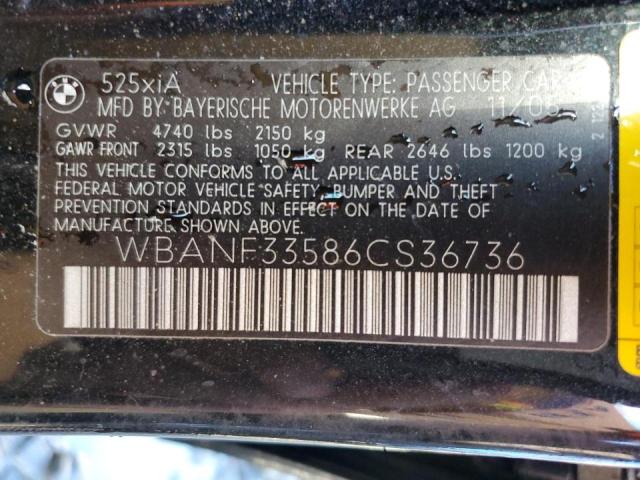 BMW
525xiA VEHICLE TYPE: PASSENGER CAR
MFD BY BAYERISCHE MOTORENWERKE AG 11/05
GVWR 4740 lbs 2150 kg
GAWR FRONT 2315 lbs 1050 kg REAR 2646 lbs 1200 kg
THIS VEHICLE CONFORMS TO ALL APPLICABLE U.S.
FEDERAL MOTOR VEHICLE SAFETY, BUMPER AND THEFT
PREVENTION STANDARDS IN EFFECT ON THE DATE OF
MANUFACTURE SHOWN ABOVE.
WBANF33586CS36736